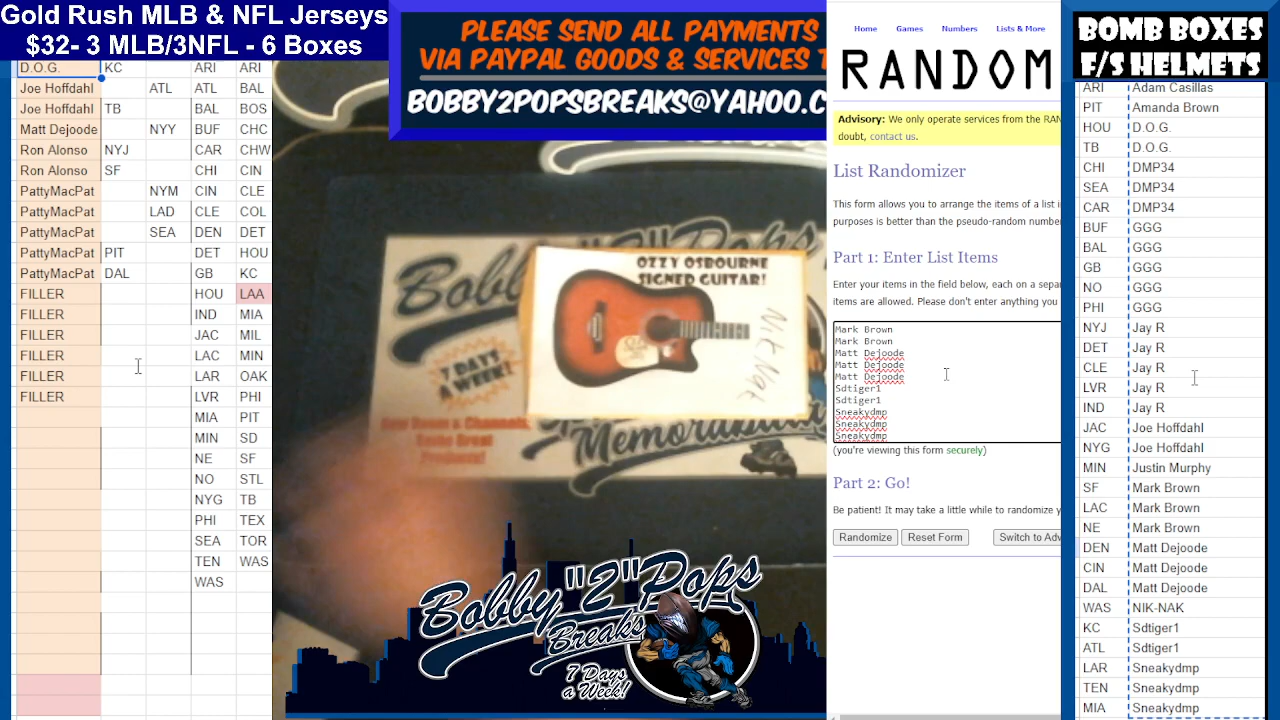 Gold Rush MLB & NFL Jerseys
$32- 3 MLB/3NFL - 6 Boxes
D.O.G. KC ARI ARI
Joe Hoffdahl ATL ATL BAL
Joe Hoffdahl TB BAL BOS
Matt Dejoode NYY BUF CHC
Ron Alonso NYJ CAR CHW
Ron Alonso SF CHI CIN
PattyMacPat NYM CIN CLE
PattyMacPat LAD CLE COL
PattyMacPat SEA DEN DET
PattyMacPat PIT DET HOU
PattyMacPat DAL GB KC
FILLER HOU LAA
FILLER IND MIA
FILLER JAC MIL
FILLER LAC MIN
FILLER LAR OAK
FILLER LVR PHI
MIA PIT
MIN SD
NE SF
NO STL
NYG TB
PHI TEX
SEA TOR
TEN WAS
WAS
PLEASE SEND ALL PAYMENTS
VIA PAYPAL GOODS & SERVICES T
BOBBY2POPSBREAKS@YAHOO.C
OZZY OSBOURNE
SIGNED GUITAR!
NIK NAK
Bobby "2" Pops
7 DAYS
A WEEK!
Memorabilia
Bobby "2" Pops
Breaks
7 Days
a Week!
Home Games Numbers Lists & More
RANDOM
Advisory: We only operate services from the RAN
doubt, contact us.
List Randomizer
This form allows you to arrange the items of a list i
purposes is better than the pseudo-random number
Part 1: Enter List Items
Enter your items in the field below, each on a sepa
items are allowed. Please don't enter anything you
Mark Brown
Mark Brown
Matt Dejoode
Matt Dejoode
Matt Dejoode
Sdtiger1
Sdtiger1
Sneakydmp
Sneakydmp
Sneakydmp
(you're viewing this form securely)
Part 2: Go!
Be patient! It may take a little while to randomize y
Randomize Reset Form Switch to Adv
BOMB BOXES
F/S HELMETS
ARI Adam Casillas
PIT Amanda Brown
HOU D.O.G.
TB D.O.G.
CHI DMP34
SEA DMP34
CAR DMP34
BUF GGG
BAL GGG
GB GGG
NO GGG
PHI GGG
NYJ Jay R
DET Jay R
CLE Jay R
LVR Jay R
IND Jay R
JAC Joe Hoffdahl
NYG Joe Hoffdahl
MIN Justin Murphy
SF Mark Brown
LAC Mark Brown
NE Mark Brown
DEN Matt Dejoode
CIN Matt Dejoode
DAL Matt Dejoode
WAS NIK-NAK
KC Sdtiger1
ATL Sdtiger1
LAR Sneakydmp
TEN Sneakydmp
MIA Sneakydmp